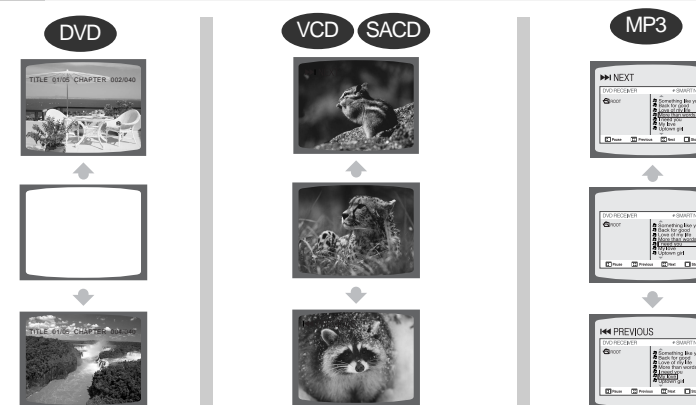 DVD
TITLE 01/05 CHAPTER 002/040
TITLE 01/05 CHAPTER 004/040
VCD SACD
MP3
NEXT
DVD RECEIVER SMART N
ROOT
Something like y
Back for good
Love of my life
More than words
I need you
My love
Uptown girl
Pause Previous Next
DVD RECEIVER SMART N
ROOT
Something like y
Back for good
Love of my life
More than words
I need you
My love
Uptown girl
Pause Previous Next
PREVIOUS
DVD RECEIVER SMART N
ROOT
Something like y
Back for good
Love of my life
More than words
I need you
My love
Uptown girl
Pause Previous Next